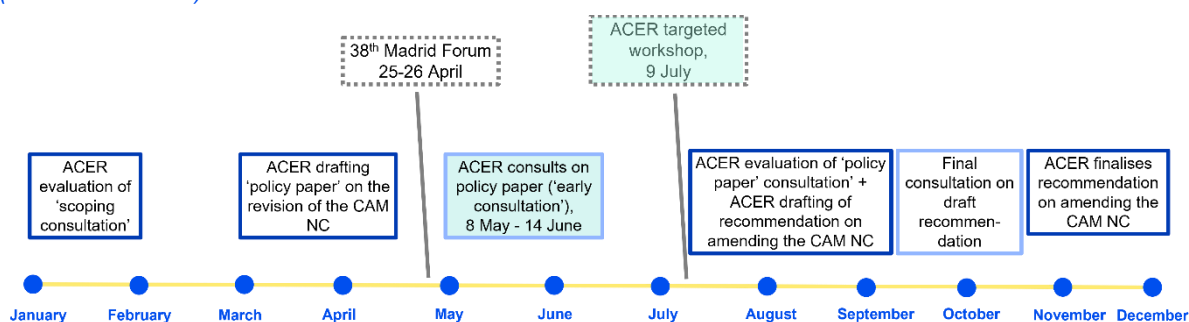 38th Madrid Forum
25-26 April
ACER targeted
workshop,
9 July
ACER
evaluation of
‘scoping
consultation’
ACER drafting
‘policy paper’ on the
revision of the CAM
NC
ACER consults on
policy paper (‘early
consultation’),
8 May - 14 June
ACER evaluation of ‘policy
paper’ consultation’ +
ACER drafting of
recommendation on
amending the CAM NC
Final
consultation on
draft
recommen-
dation
ACER finalises
recommendation
on amending the
CAM NC
January February March April May June July August September October November December